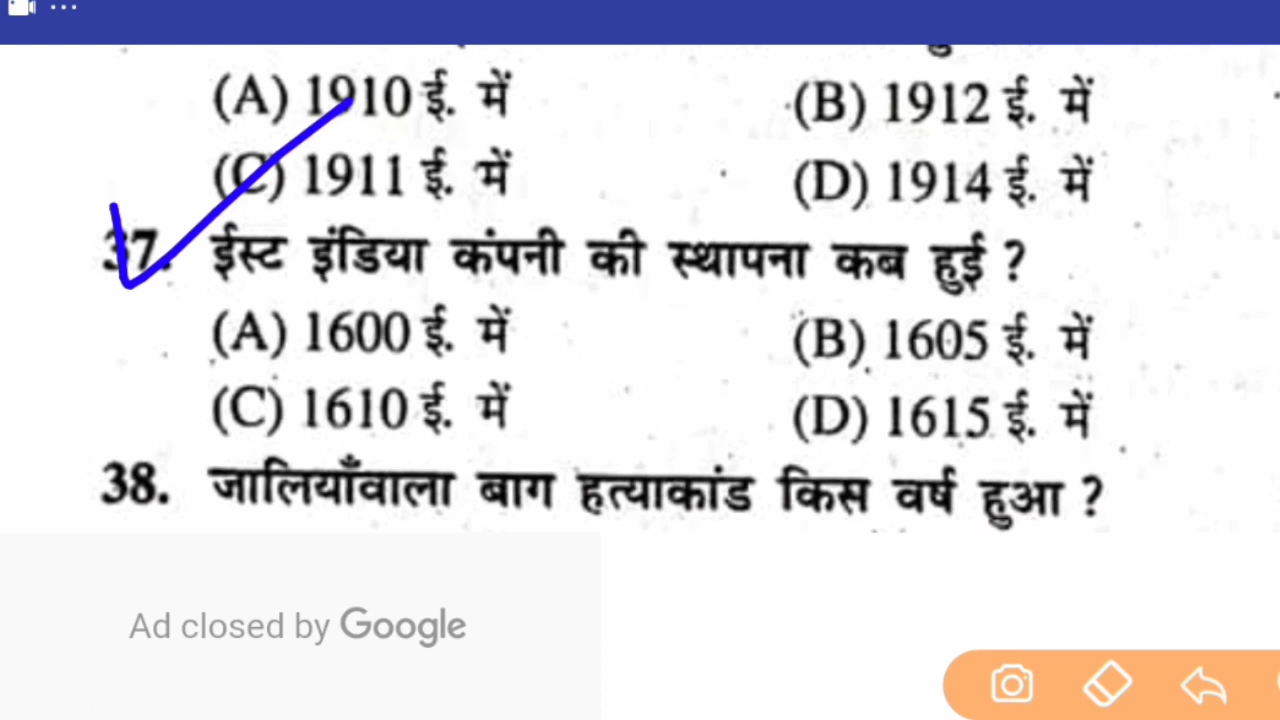 (A) 1910 ई. में (B) 1912 ई. में
(C) 1911 ई. में (D) 1914 ई. में
37. ईस्ट इंडिया कंपनी की स्थापना कब हुई ?
(A) 1600 ई. में (B) 1605 ई. में
(C) 1610 ई. में (D) 1615 ई. में
38. जालियाँवाला बाग हत्याकांड किस वर्ष हुआ ?
Ad closed by Google